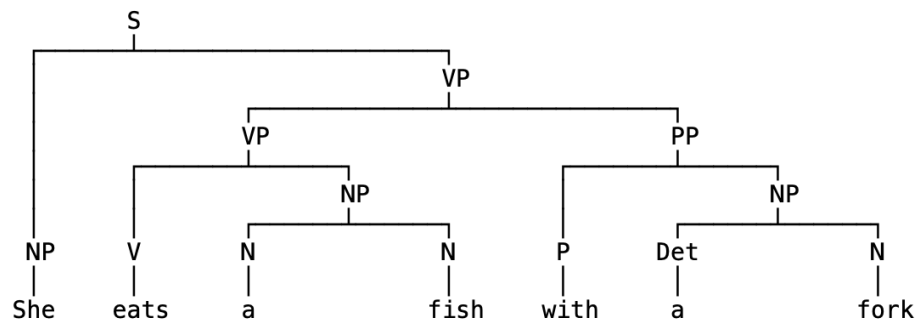 S
VP
VP PP
NP NP
NP V N N P Det N
She eats a fish with a fork